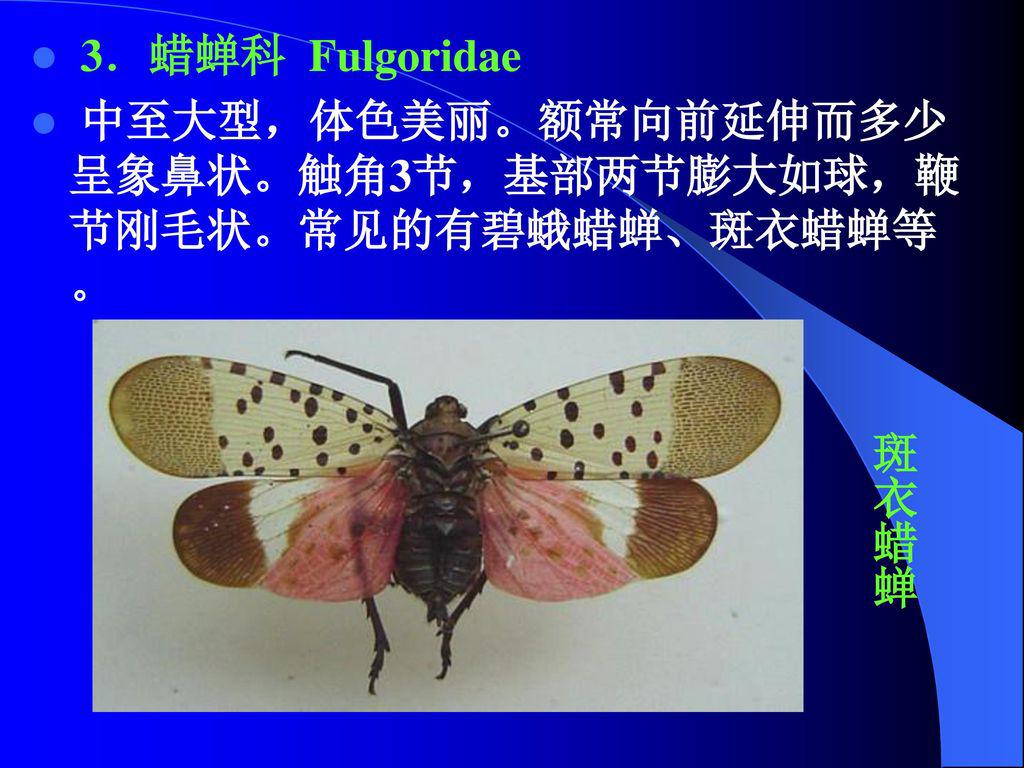 3．蜡蝉科 Fulgoridae
中至大型，体色美丽。额常向前延伸而多少
呈象鼻状。触角3节，基部两节膨大如球，鞭
节刚毛状。常见的有碧蛾蜡蝉、斑衣蜡蝉等
。
斑衣蜡蝉